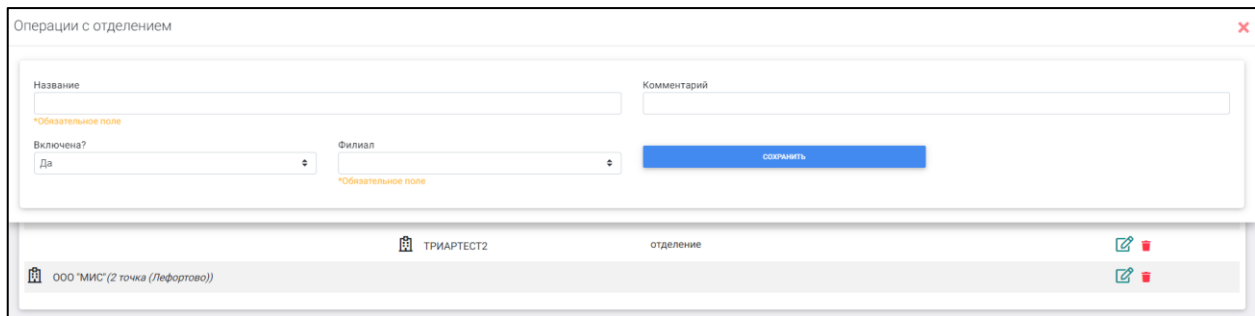 Операции с отделением
Название
Комментарий
*Обязательное поле
Включена?
Филиал
Да
СОХРАНИТЬ
*Обязательное поле
ТРИАРТЕСТ2
отделение
ООО "МИС"(2 точка (Лефортово))